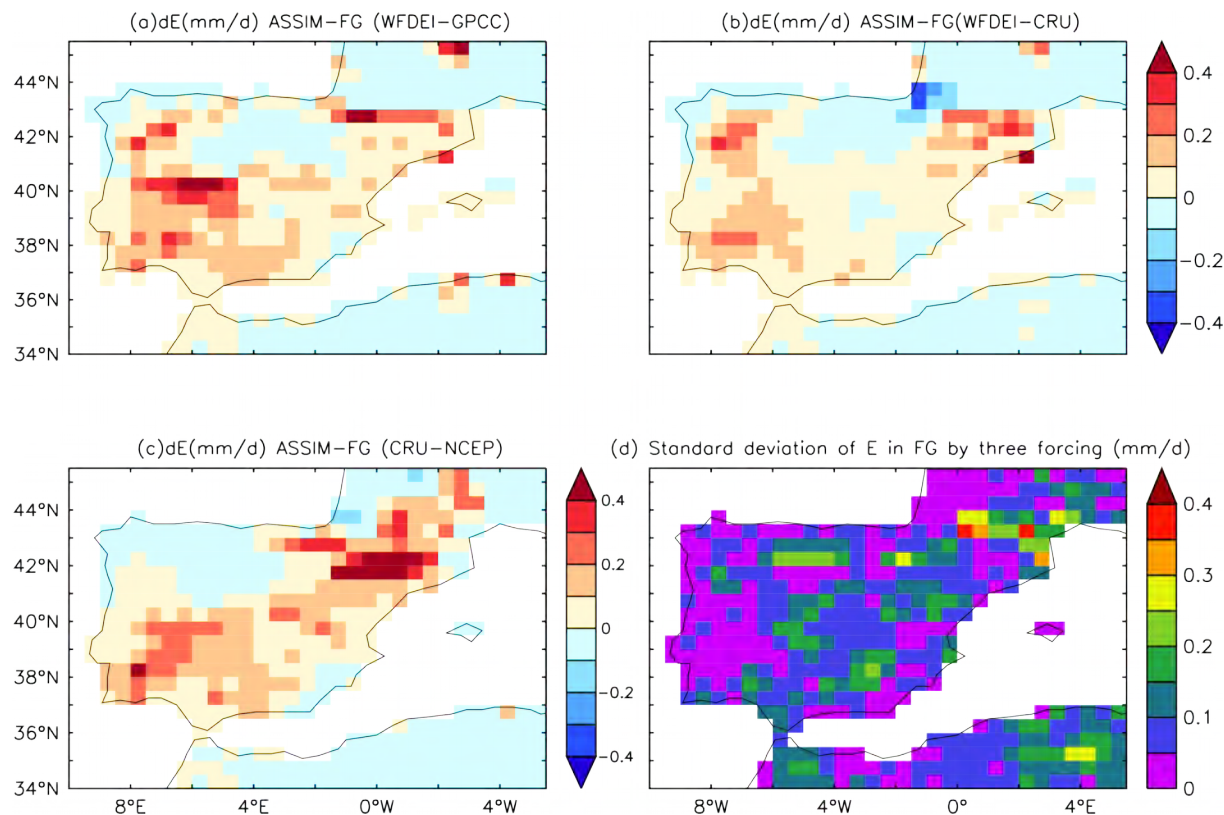 (a)dE(mm/d) ASSIM-FG (WFDEI-GPCC)
(b)dE(mm/d) ASSIM-FG(WFDEI-CRU)
44°N
42°N
40°N
38°N
36°N
34°N
0.4
0.2
0
-0.2
-0.4
(c)dE(mm/d) ASSIM-FG (CRU-NCEP)
(d) Standard deviation of E in FG by three forcing (mm/d)
44°N
42°N
40°N
38°N
36°N
34°N
8°E 4°E 0°W 4°W
0.4
0.2
0
-0.2
-0.4
8°W 4°W 0° 4°E
0.4
0.3
0.2
0.1
0